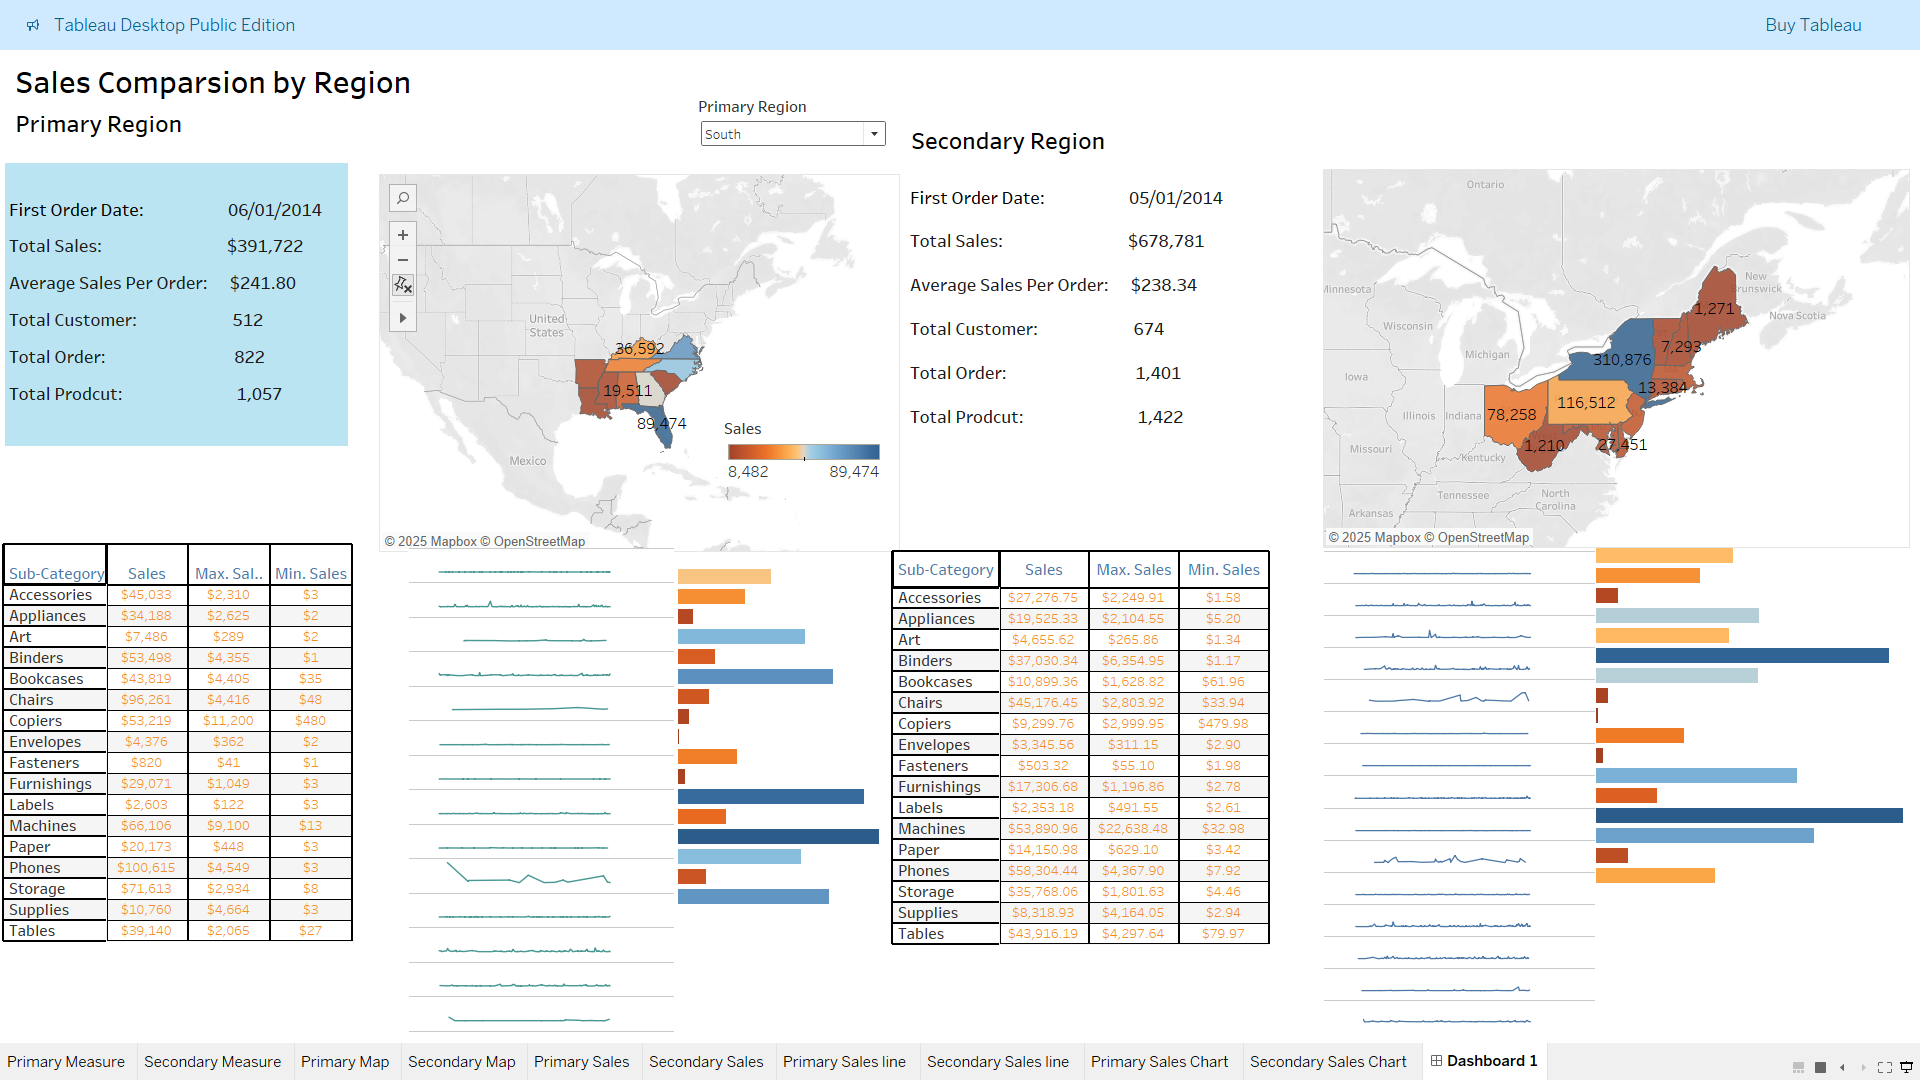 Tableau Desktop Public Edition
Buy Tableau
Sales Comparsion by Region
Primary Region
Primary Region
South
Secondary Region
First Order Date: 06/01/2014
Total Sales: $391,722
Average Sales Per Order: $241.80
Total Customer: 512
Total Order: 822
Total Prodcut: 1,057
United
States
Mexico
36,592
19,511
89,474
Sales
8,482 89,474
© 2025 Mapbox © OpenStreetMap
First Order Date: 05/01/2014
Total Sales: $678,781
Average Sales Per Order: $238.34
Total Customer: 674
Total Order: 1,401
Total Prodcut: 1,422
Ontario
Minnesota
Wisconsin
Michigan
Iowa
Illinois
Indiana
Missouri
Kentucky
Tennessee
Arkansas
North
Carolina
New
Brunswick
Nova Scotia
1,271
7,293
310,876
13,384
116,512
78,258
1,210
27,451
© 2025 Mapbox © OpenStreetMap
Sub-Category Sales Max. Sal.. Min. Sales
Accessories $45,033 $2,310 $3
Appliances $34,188 $2,625 $2
Art $7,486 $289 $2
Binders $53,498 $4,355 $1
Bookcases $43,819 $4,405 $35
Chairs $96,261 $4,416 $48
Copiers $53,219 $11,200 $480
Envelopes $4,376 $362 $2
Fasteners $820 $41 $1
Furnishings $29,071 $1,049 $3
Labels $2,603 $122 $3
Machines $66,106 $9,100 $13
Paper $20,173 $448 $3
Phones $100,615 $4,549 $3
Storage $71,613 $2,934 $8
Supplies $10,760 $4,664 $3
Tables $39,140 $2,065 $27
Sub-Category Sales Max. Sales Min. Sales
Accessories $27,276.75 $2,249.91 $1.58
Appliances $19,525.33 $2,104.55 $5.20
Art $4,655.62 $265.86 $1.34
Binders $37,030.34 $6,354.95 $1.17
Bookcases $10,899.36 $1,628.82 $61.96
Chairs $45,176.45 $2,803.92 $33.94
Copiers $9,299.76 $2,999.95 $479.98
Envelopes $3,345.56 $311.15 $2.90
Fasteners $503.32 $55.10 $1.98
Furnishings $17,306.68 $1,196.86 $2.78
Labels $2,353.18 $491.55 $2.61
Machines $53,890.96 $22,638.48 $32.98
Paper $14,150.98 $629.10 $3.42
Phones $58,304.44 $4,367.90 $7.92
Storage $35,768.06 $1,801.63 $4.46
Supplies $8,318.93 $4,164.05 $2.94
Tables $43,916.19 $4,297.64 $79.97
Primary Measure Secondary Measure Primary Map Secondary Map Primary Sales Secondary Sales Primary Sales line Secondary Sales line Primary Sales Chart Secondary Sales Chart Dashboard 1